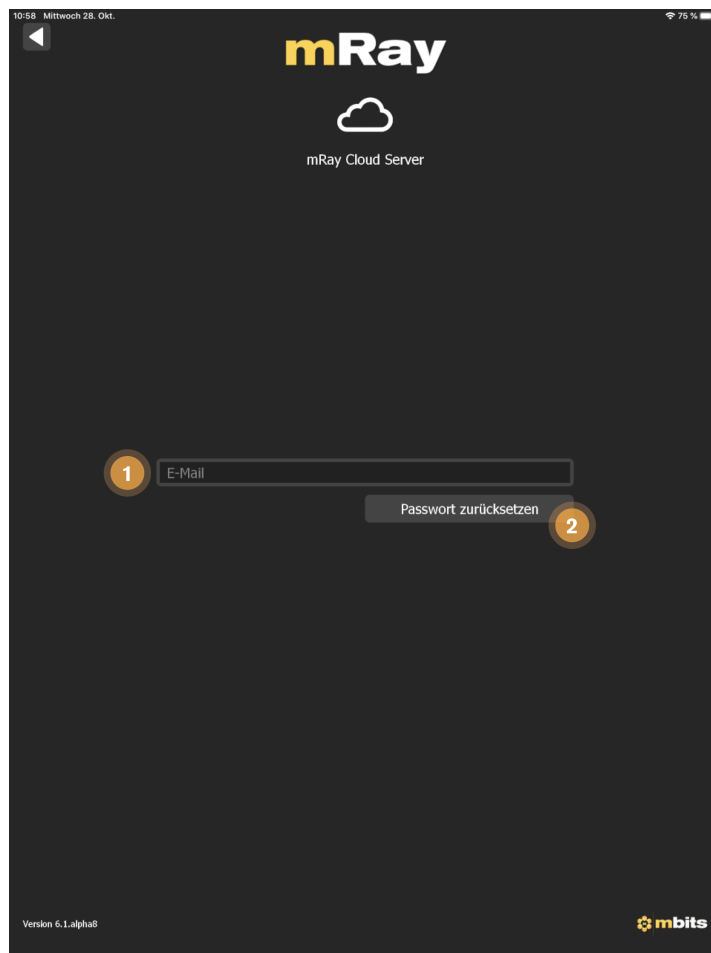 10:58 Mittwoch 28. Okt. 75 %
mRay
mRay Cloud Server
1 E-Mail
Passwort zurücksetzen
2
Version 6.1.alpha8
mbits